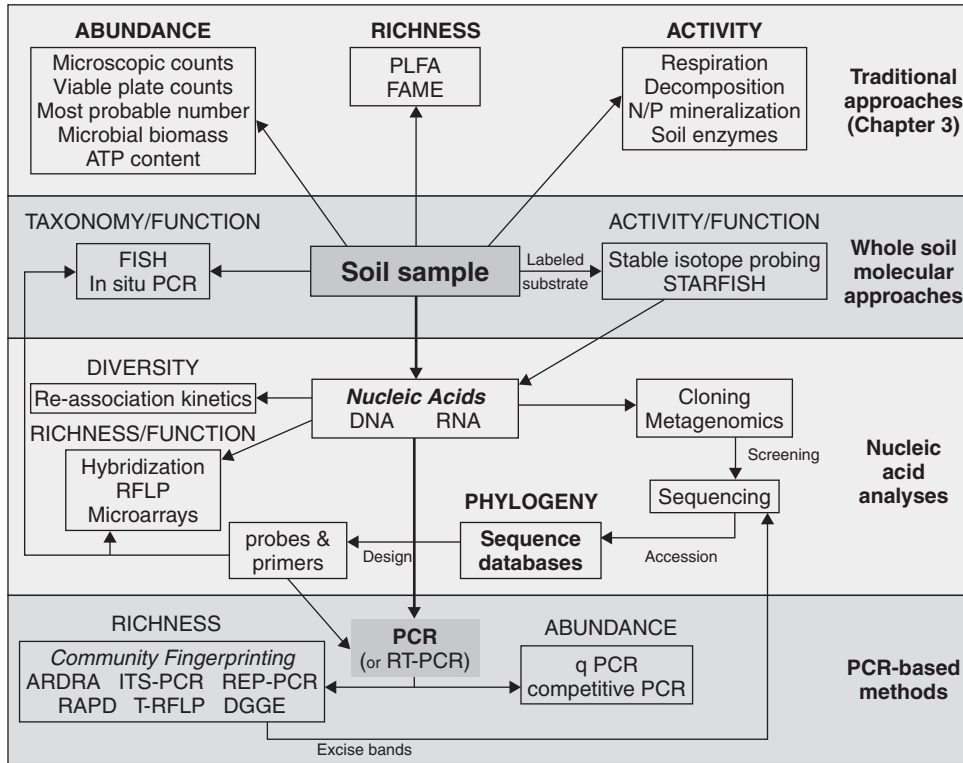 ABUNDANCE
Microscopic counts
Viable plate counts
Most probable number
Microbial biomass
ATP content
RICHNESS
PLFA
FAME
ACTIVITY
Respiration
Decomposition
N/P mineralization
Soil enzymes
Traditional
approaches
(Chapter 3)
TAXONOMY/FUNCTION
FISH
In situ PCR
Soil sample
Labeled
substrate
ACTIVITY/FUNCTION
Stable isotope probing
STARFISH
Whole soil
molecular
approaches
DIVERSITY
Re-association kinetics
RICHNESS/FUNCTION
Hybridization
RFLP
Microarrays
Nucleic Acids
DNA RNA
Cloning
Metagenomics
Screening
Sequencing
Accession
PHYLOGENY
Sequence
databases
Design
probes &
primers
Nucleic
acid
analyses
RICHNESS
Community Fingerprinting
ARDRA ITS-PCR REP-PCR
RAPD T-RFLP DGGE
Excise bands
PCR
(or RT-PCR)
ABUNDANCE
q PCR
competitive PCR
PCR-based
methods